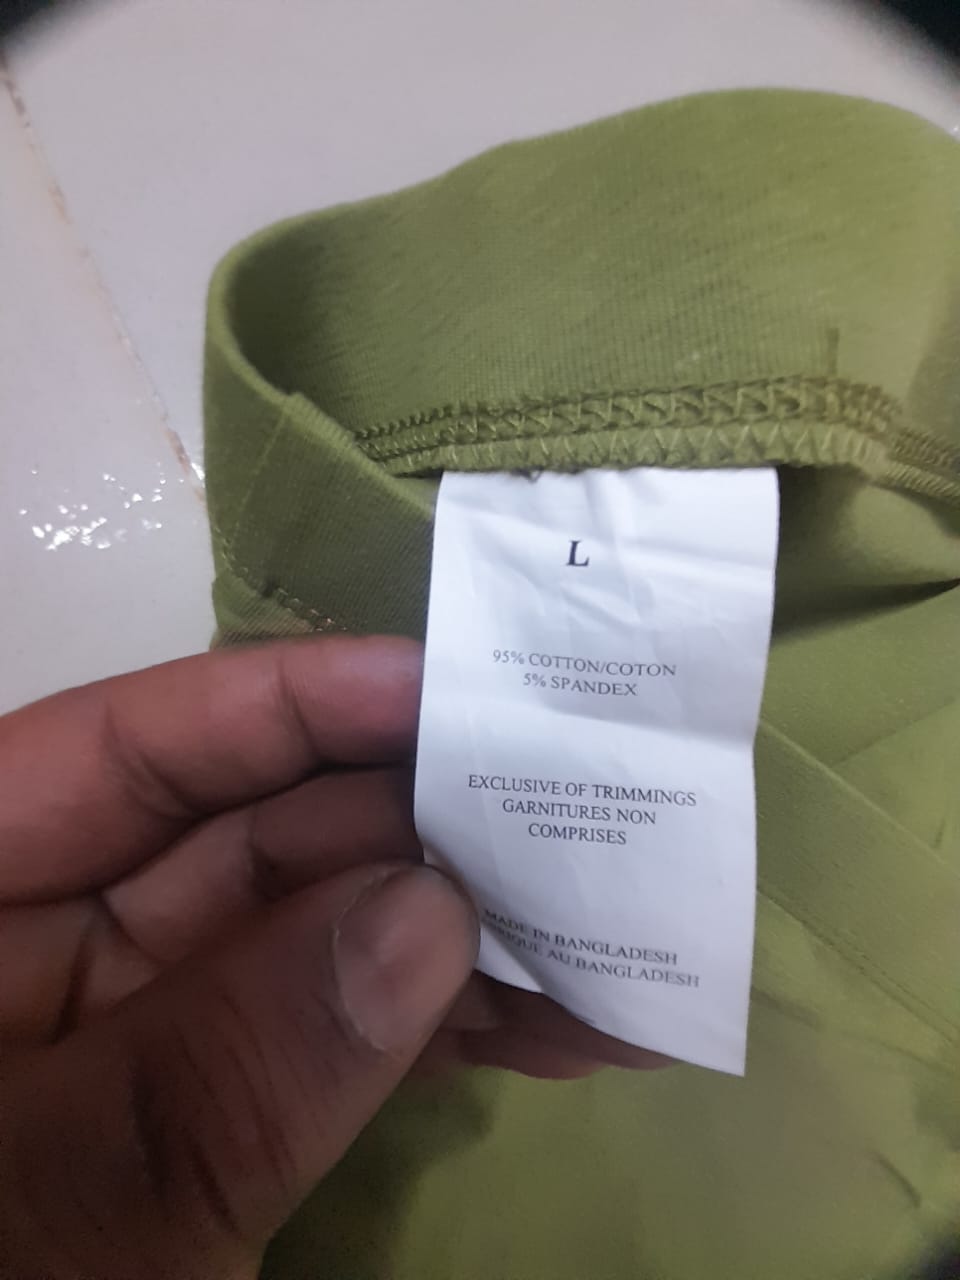 L
95% COTTON/COTON
5% SPANDEX
EXCLUSIVE OF TRIMMINGS
GARNITURES NON
COMPRISES
MADE IN BANGLADESH
AU BANGLADESH